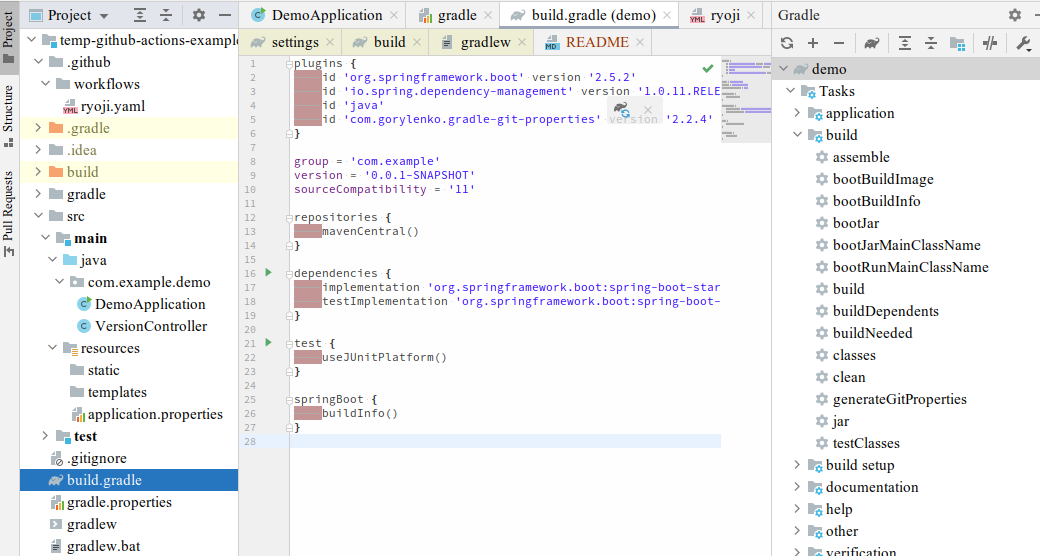 Project
Structure
Pull Requests
Project
temp-github-actions-example
.github
workflows
ryoji.yaml
.gradle
.idea
build
gradle
src
main
java
com.example.demo
DemoApplication
VersionController
resources
static
templates
application.properties
test
.gitignore
build.gradle
gradle.properties
gradlew
gradlew.bat
DemoApplication
gradle
build.gradle (demo)
ryoji
settings
build
gradlew
README
1 plugins {
2 id 'org.springframework.boot' version '2.5.2'
3 id 'io.spring.dependency-management' version '1.0.11.RELE
4 id 'java'
5 id 'com.gorylenko.gradle-git-properties' version '2.2.4'
6 }
7
8 group = 'com.example'
9 version = '0.0.1-SNAPSHOT'
10 sourceCompatibility = '11'
11
12 repositories {
13 mavenCentral()
14 }
15
16 dependencies {
17 implementation 'org.springframework.boot:spring-boot-star
18 testImplementation 'org.springframework.boot:spring-boot-
19 }
20
21 test {
22 useJUnitPlatform()
23 }
24
25 springBoot {
26 buildInfo()
27 }
28
Gradle
demo
Tasks
application
build
assemble
bootBuildImage
bootBuildInfo
bootJar
bootJarMainClassName
bootRunMainClassName
build
buildDependents
buildNeeded
classes
clean
generateGitProperties
jar
testClasses
build setup
documentation
help
other
verification